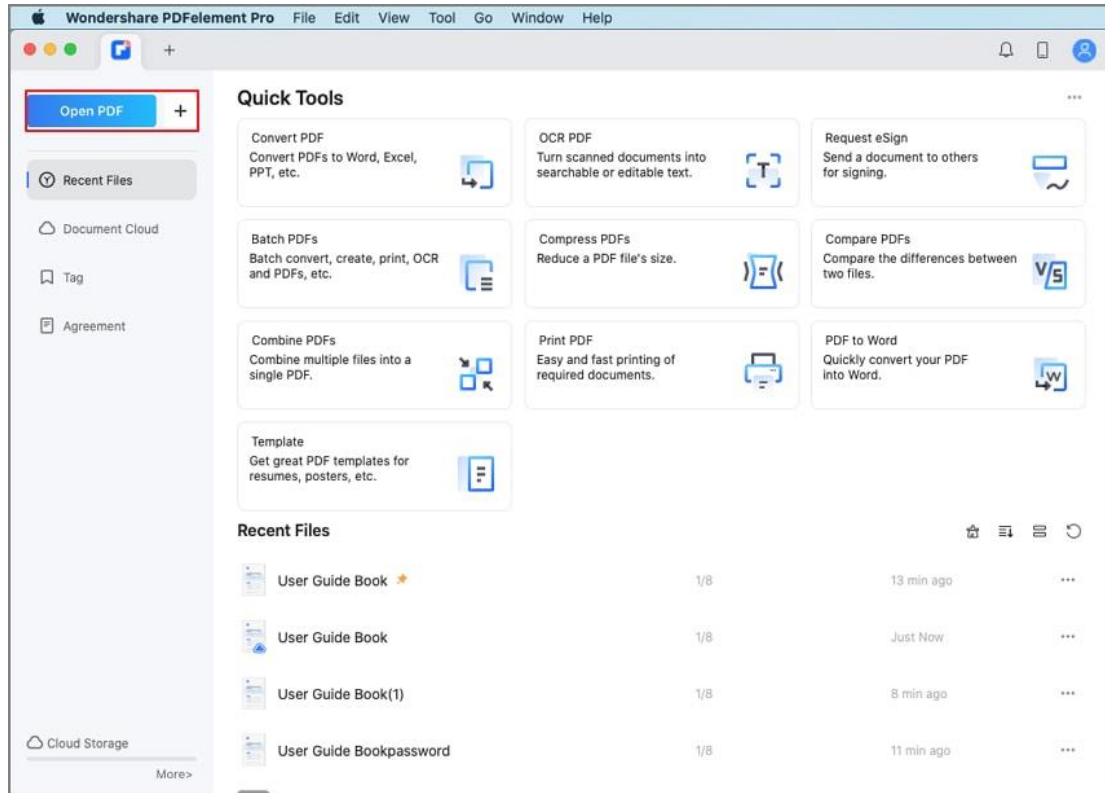 Wondershare PDFelement Pro File Edit View Tool Go Window Help
+
Open PDF +
Recent Files
Document Cloud
Tag
Agreement
Cloud Storage
More>
Quick Tools
Convert PDF
Convert PDFs to Word, Excel,
PPT, etc.
OCR PDF
Turn scanned documents into
searchable or editable text.
T
Request eSign
Send a document to others
for signing.
Batch PDFs
Batch convert, create, print, OCR
and PDFs, etc.
Compress PDFs
Reduce a PDF file's size.
Compare PDFs
Compare the differences between
two files.
V/S
Combine PDFs
Combine multiple files into a
single PDF.
Print PDF
Easy and fast printing of
required documents.
PDF to Word
Quickly convert your PDF
into Word.
W
Template
Get great PDF templates for
resumes, posters, etc.
Recent Files
User Guide Book 1/8 13 min ago
User Guide Book 1/8 Just Now
User Guide Book(1) 1/8 8 min ago
User Guide Bookpassword 1/8 11 min ago